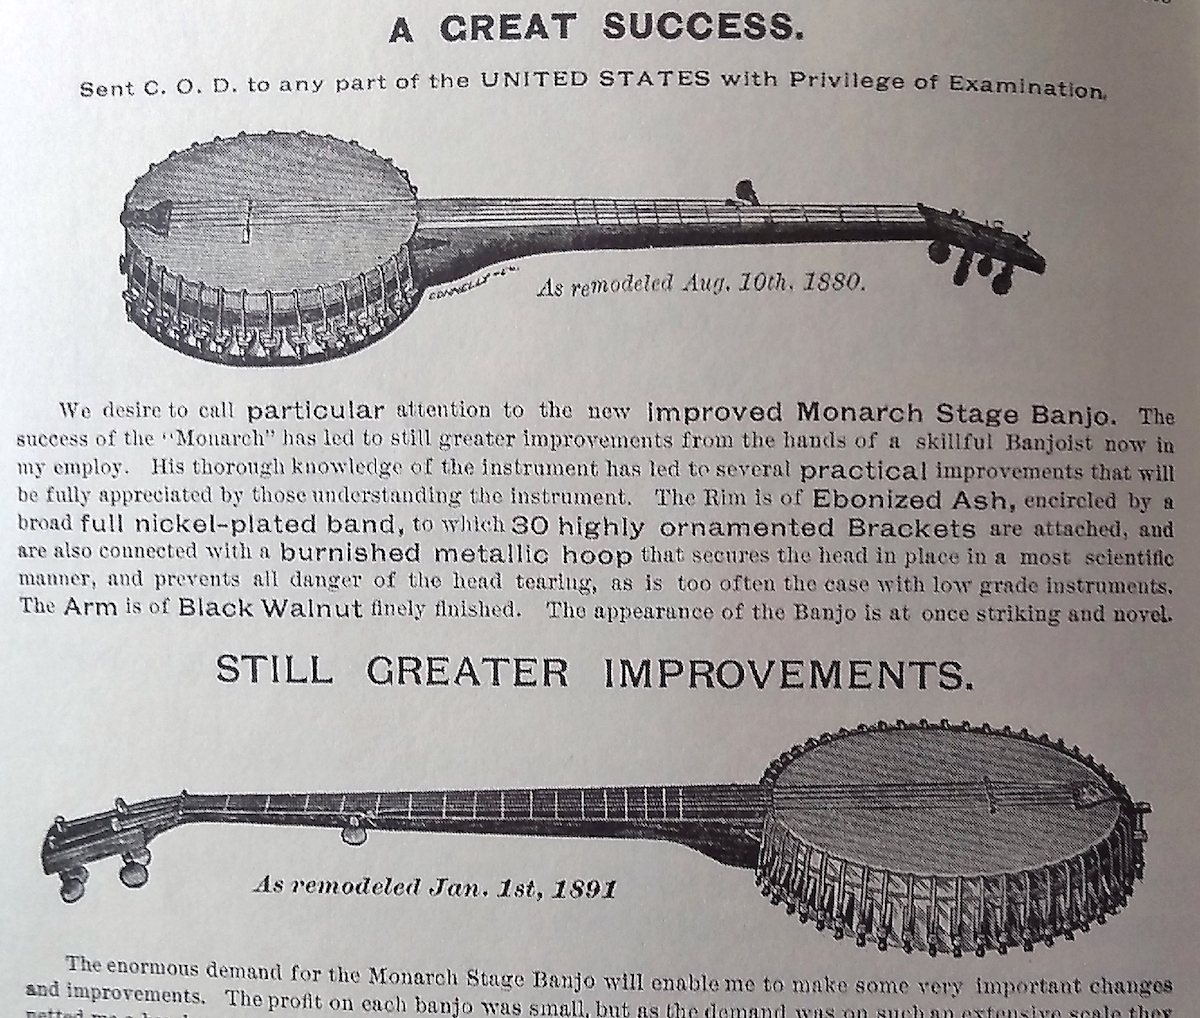 A GREAT SUCCESS.
Sent C. O. D. to any part of the UNITED STATES with Privilege of Examination.
CONNELLY
As remodeled Aug. 10th. 1880.
We desire to call particular attention to the new improved Monarch Stage Banjo. The
success of the "Monarch" has led to still greater improvements from the hands of a skillful Banjoist now in
my employ. His thorough knowledge of the instrument has led to several practical improvements that will
be fully appreciated by those understanding the instrument. The Rim is of Ebonized Ash, encircled by a
broad full nickel-plated band, to which 30 highly ornamented Brackets are attached, and
are also connected with a burnished metallic hoop that secures the head in place in a most scientific
manner, and prevents all danger of the head tearing, as is too often the case with low grade instruments.
The Arm is of Black Walnut finely finished. The appearance of the Banjo is at once striking and novel.
STILL GREATER IMPROVEMENTS.
As remodeled Jan. 1st, 1891
The enormous demand for the Monarch Stage Banjo will enable me to make some very important changes
and improvements. The profit on each banjo was small, but as the demand was on such an extensive scale they
netted me a